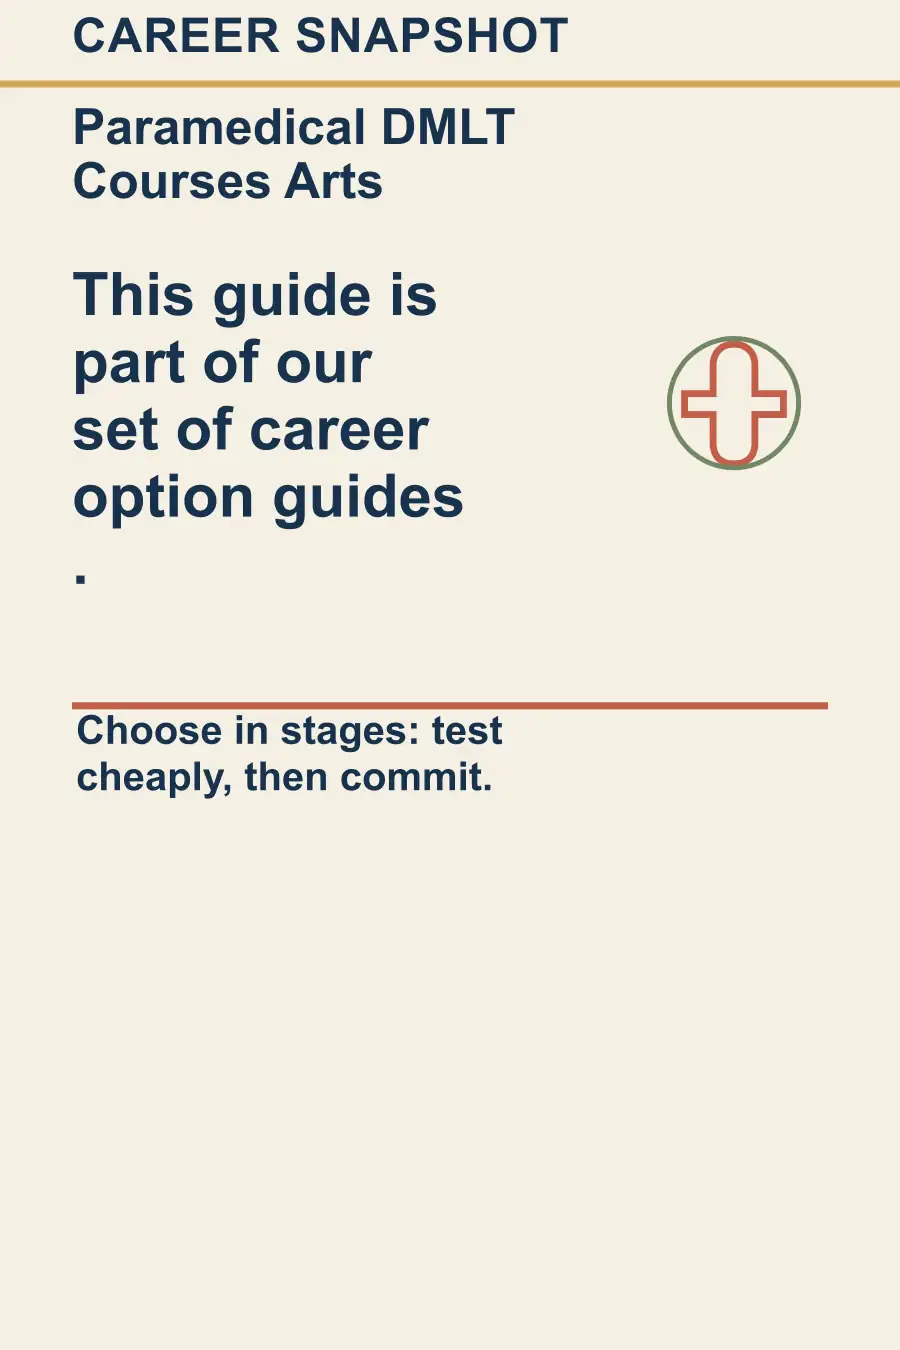 CAREER SNAPSHOT
Paramedical DMLT
Courses Arts
This guide is
part of our
set of career
option guides
.
Choose in stages: test
cheaply, then commit.